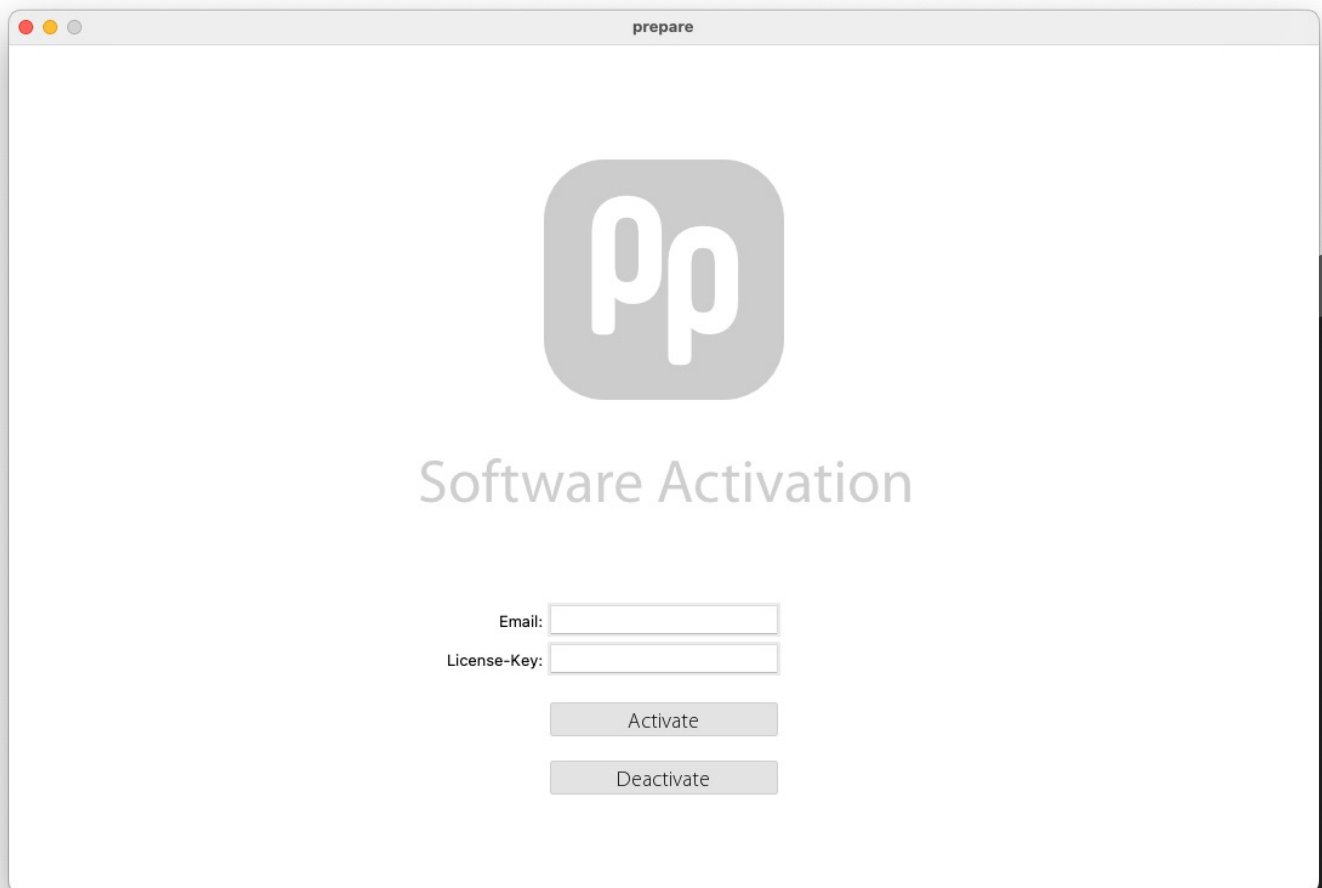 prepare
Pp
Software Activation
Email:
License-Key:
Activate
Deactivate